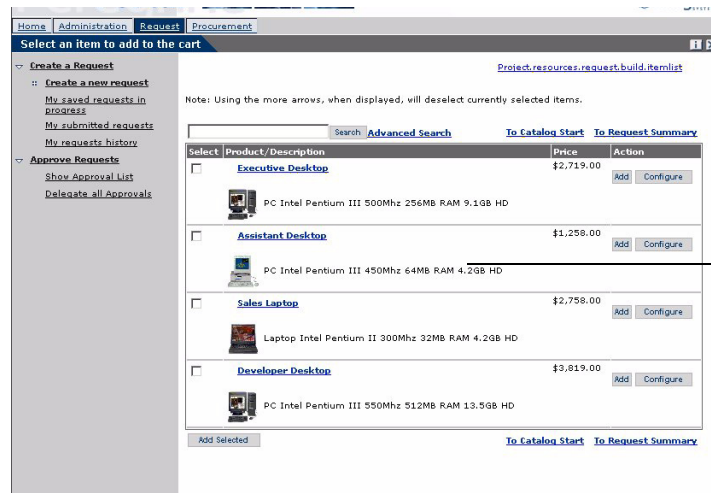 Home Administration Request Procurement
Select an item to add to the cart
Create a Request
Create a new request
My saved requests in
progress
My submitted requests
My requests history
Approve Requests
Show Approval List
Delegate all Approvals
Project.resources.request.build.itemlist
Note: Using the more arrows, when displayed, will deselect currently selected items.
Search Advanced Search To Catalog Start To Request Summary
Select Product/Description Price Action
Executive Desktop $2,719.00 Add Configure
PC Intel Pentium III 500Mhz 256MB RAM 9.1GB HD
Assistant Desktop $1,258.00 Add Configure
PC Intel Pentium III 450Mhz 64MB RAM 4.2GB HD
Sales Laptop $2,758.00 Add Configure
Laptop Intel Pentium II 300Mhz 32MB RAM 4.2GB HD
Developer Desktop $3,819.00 Add Configure
PC Intel Pentium III 550Mhz 512MB RAM 13.5GB HD
Add Selected To Catalog Start To Request Summary